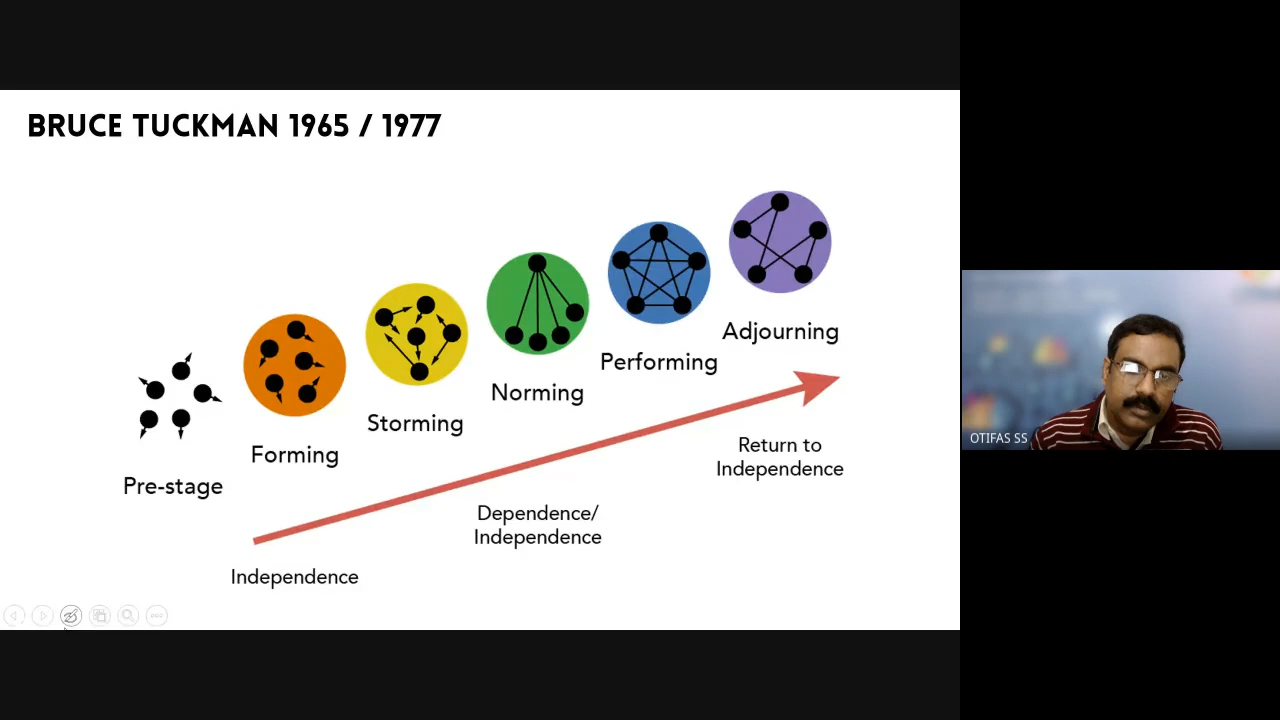 BRUCE TUCKMAN 1965 / 1977
Adjourning
Performing
Norming
Storming
Forming
Pre-stage
Return to
Independence
Dependence/
Independence
Independence
OTIFAS SS